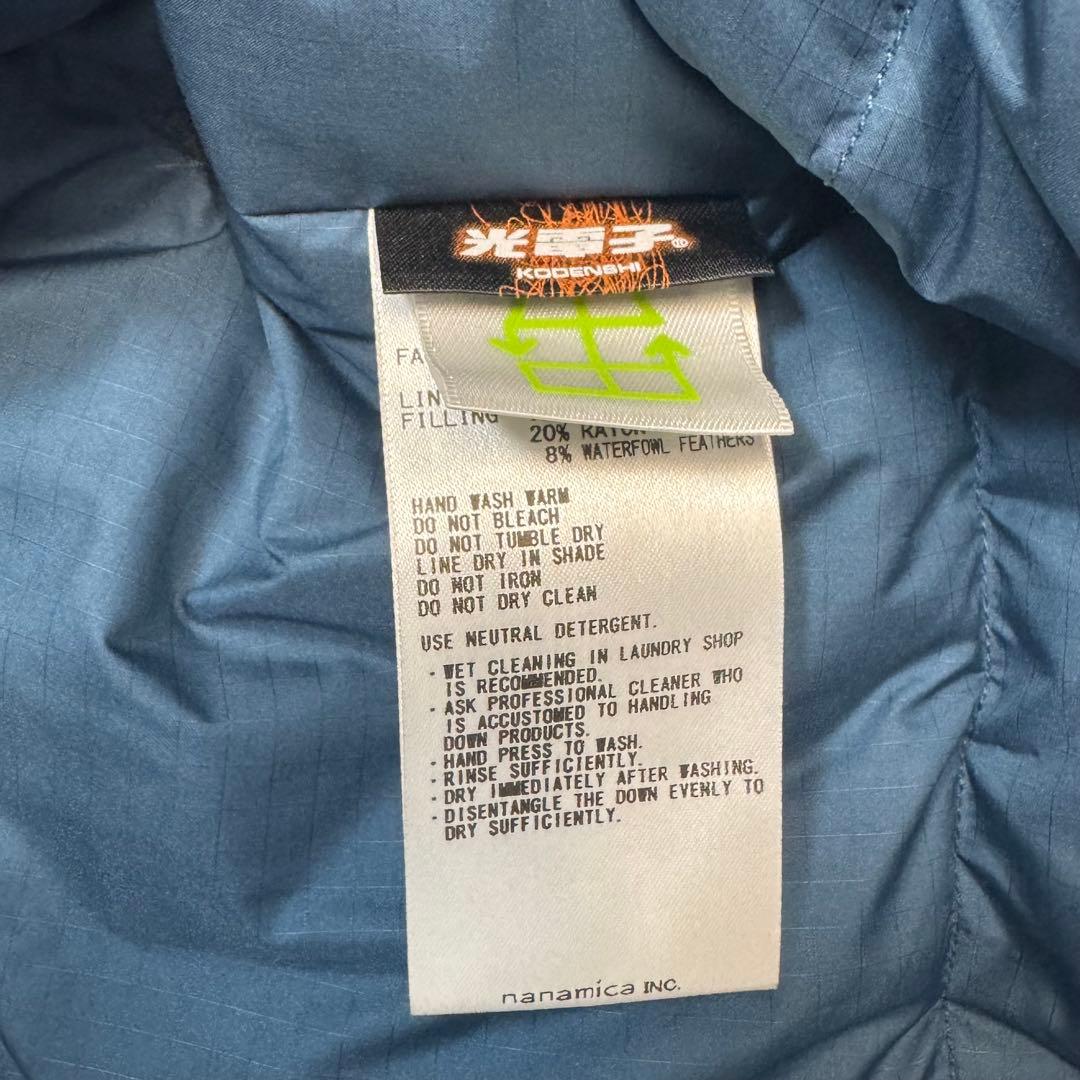 光電子®
KODENSHI
FA
LIN
FILLING
20% RAYON
8% WATERFOWL FEATHERS
HAND WASH WARM
DO NOT BLEACH
DO NOT TUMBLE DRY
LINE DRY IN SHADE
DO NOT IRON
DO NOT DRY CLEAN
USE NEUTRAL DETERGENT.
・WET CLEANING IN LAUNDRY SHOP
IS RECOMMENDED.
・ASK PROFESSIONAL CLEANER WHO
IS ACCUSTOMED TO HANDLING
DOWN PRODUCTS.
・HAND PRESS TO WASH.
・RINSE SUFFICIENTLY.
・DRY IMMEDIATELY AFTER WASHING.
・DISENTANGLE THE DOWN EVENLY TO
DRY SUFFICIENTLY.
nanamica INC.